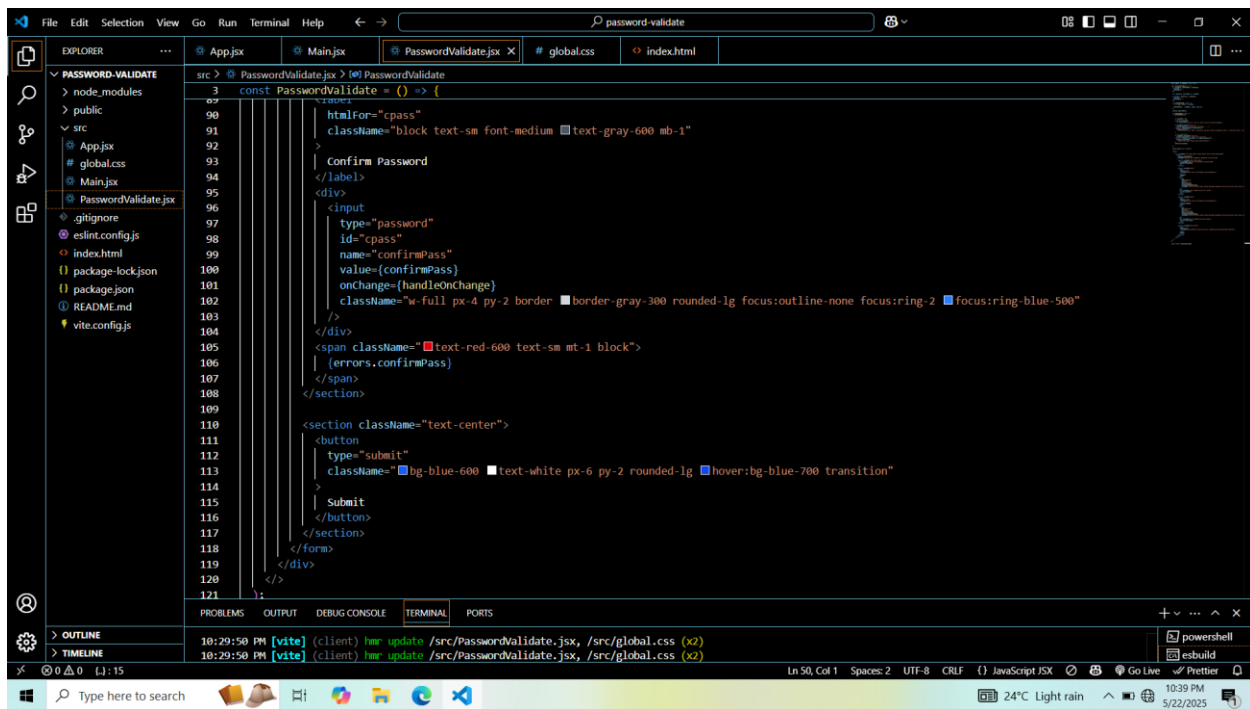 File Edit Selection View Go Run Terminal Help
password-validate
EXPLORER
App.jsx
Main.jsx
PasswordValidate.jsx
# global.css
index.html
PASSWORD-VALIDATE
node_modules
public
src
App.jsx
# global.css
Main.jsx
PasswordValidate.jsx
.gitignore
eslint.config.js
index.html
{} package-lock.json
{} package.json
README.md
vite.config.js
OUTLINE
TIMELINE
src > PasswordValidate.jsx > PasswordValidate
3 const PasswordValidate = () => {
89 <label
90 htmlFor="cpass"
91 className="block text-sm font-medium text-gray-600 mb-1"
92 >
93 Confirm Password
94 </label>
95 <div>
96 <input
97 type="password"
98 id="cpass"
99 name="confirmPass"
100 value={confirmPass}
101 onChange={handleOnChange}
102 className="w-full px-4 py-2 border border-gray-300 rounded-lg focus:outline-none focus:ring-2 focus:ring-blue-500"
103 />
104 </div>
105 <span className="text-red-600 text-sm mt-1 block">
106 {errors.confirmPass}
107 </span>
108 </section>
109
110 <section className="text-center">
111 <button
112 type="submit"
113 className="bg-blue-600 text-white px-6 py-2 rounded-lg hover:bg-blue-700 transition"
114 >
115 Submit
116 </button>
117 </section>
118 </form>
119 </div>
120 </>
121 );
PROBLEMS OUTPUT DEBUG CONSOLE TERMINAL PORTS
10:29:50 PM [vite] (client) hmr update /src/PasswordValidate.jsx, /src/global.css (x2)
10:29:50 PM [vite] (client) hmr update /src/PasswordValidate.jsx, /src/global.css (x2)
powershell
esbuild
0 0 {..} : 15
Ln 50, Col 1 Spaces: 2 UTF-8 CRLF {} JavaScript JSX Go Live Prettier
Type here to search
24°C Light rain
10:39 PM
5/22/2025
1